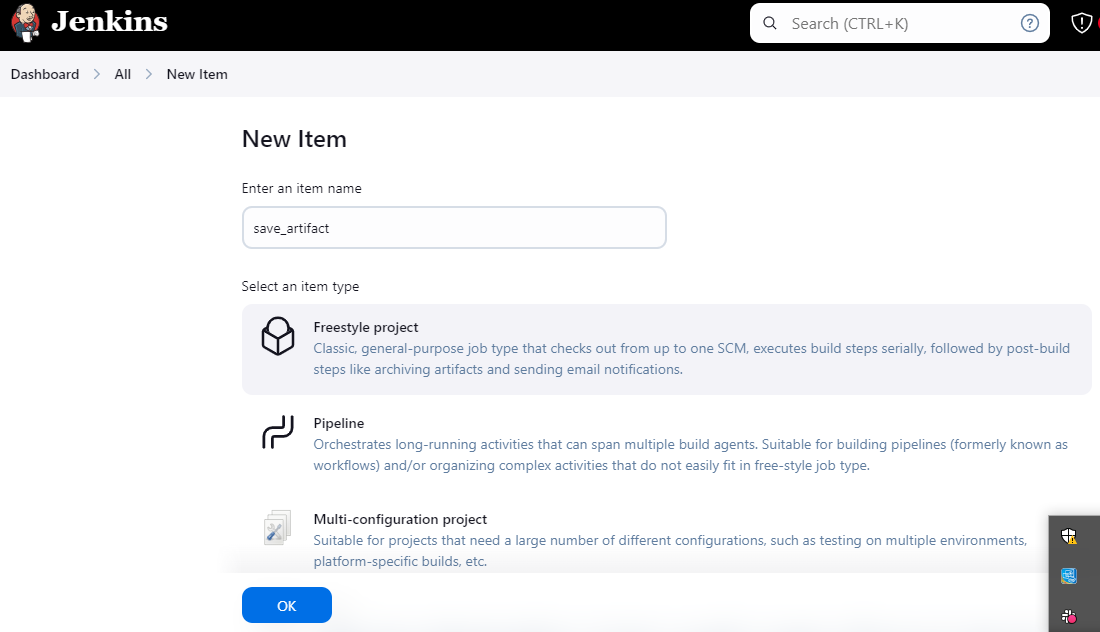 Jenkins
Search (CTRL+K)
Dashboard > All > New Item
New Item
Enter an item name
save_artifact
Select an item type
Freestyle project
Classic, general-purpose job type that checks out from up to one SCM, executes build steps serially, followed by post-build
steps like archiving artifacts and sending email notifications.
Pipeline
Orchestrates long-running activities that can span multiple build agents. Suitable for building pipelines (formerly known as
workflows) and/or organizing complex activities that do not easily fit in free-style job type.
Multi-configuration project
Suitable for projects that need a large number of different configurations, such as testing on multiple environments,
platform-specific builds, etc.
OK